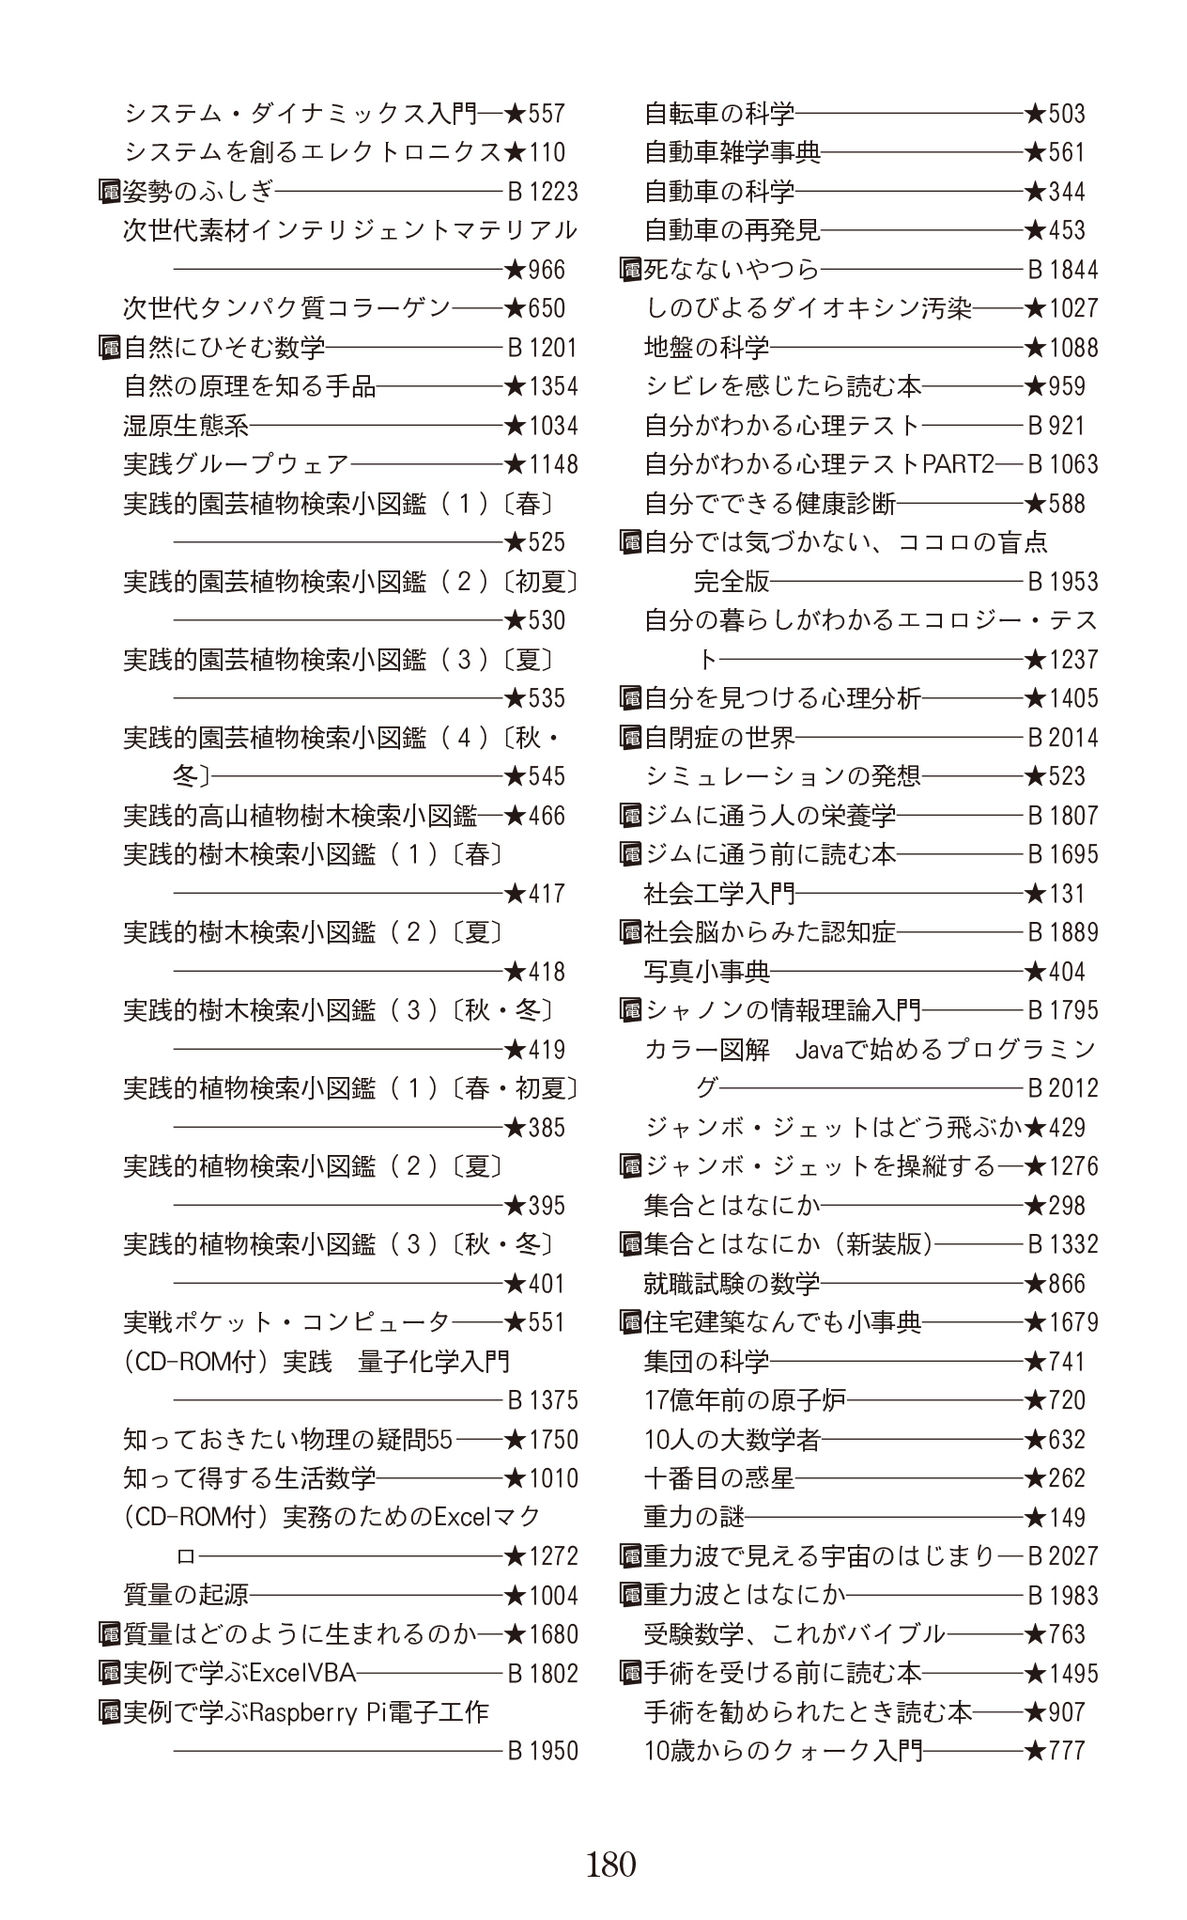 システム・ダイナミックス入門―★557
システムを創るエレクトロニクス★110
電姿勢のふしぎ―B1223
次世代素材インテリジェントマテリアル
―★966
次世代タンパク質コラーゲン―★650
電自然にひそむ数学―B1201
自然の原理を知る手品―★1354
湿原生態系―★1034
実践グループウェア―★1148
実践的園芸植物検索小図鑑（1）〔春〕
―★525
実践的園芸植物検索小図鑑（2）〔初夏〕
―★530
実践的園芸植物検索小図鑑（3）〔夏〕
―★535
実践的園芸植物検索小図鑑（4）〔秋・
冬〕―★545
実践的高山植物樹木検索小図鑑―★466
実践的樹木検索小図鑑（1）〔春〕
―★417
実践的樹木検索小図鑑（2）〔夏〕
―★418
実践的樹木検索小図鑑（3）〔秋・冬〕
―★419
実践的植物検索小図鑑（1）〔春・初夏〕
―★385
実践的植物検索小図鑑（2）〔夏〕
―★395
実践的植物検索小図鑑（3）〔秋・冬〕
―★401
実戦ポケット・コンピュータ―★551
（CD-ROM付）実践　量子化学入門
―B1375
知っておきたい物理の疑問55―★1750
知って得する生活数学―★1010
（CD-ROM付）実務のためのExcelマク
ロ―★1272
質量の起源―★1004
電質量はどのように生まれるのか―★1680
電実例で学ぶExcelVBA―B1802
電実例で学ぶRaspberry Pi電子工作
―B1950
自転車の科学―★503
自動車雑学事典―★561
自動車の科学―★344
自動車の再発見―★453
電死なないやつら―B1844
しのびよるダイオキシン汚染―★1027
地盤の科学―★1088
シビレを感じたら読む本―★959
自分がわかる心理テスト―B921
自分がわかる心理テストPART2―B1063
自分でできる健康診断―★588
電自分では気づかない、ココロの盲点
完全版―B1953
自分の暮らしがわかるエコロジー・テス
ト―★1237
電自分を見つける心理分析―★1405
電自閉症の世界―B2014
シミュレーションの発想―★523
電ジムに通う人の栄養学―B1807
電ジムに通う前に読む本―B1695
社会工学入門―★131
電社会脳からみた認知症―B1889
写真小事典―★404
電シャノンの情報理論入門―B1795
カラー図解　Javaで始めるプログラミン
グ―B2012
ジャンボ・ジェットはどう飛ぶか★429
電ジャンボ・ジェットを操縦する―★1276
集合とはなにか―★298
電集合とはなにか（新装版）―B1332
就職試験の数学―★866
電住宅建築なんでも小事典―★1679
集団の科学―★741
17億年前の原子炉―★720
10人の大数学者―★632
十番目の惑星―★262
重力の謎―★149
電重力波で見える宇宙のはじまり―B2027
電重力波とはなにか―B1983
受験数学、これがバイブル―★763
電手術を受ける前に読む本―★1495
手術を勧められたとき読む本―★907
10歳からのクォーク入門―★777
180